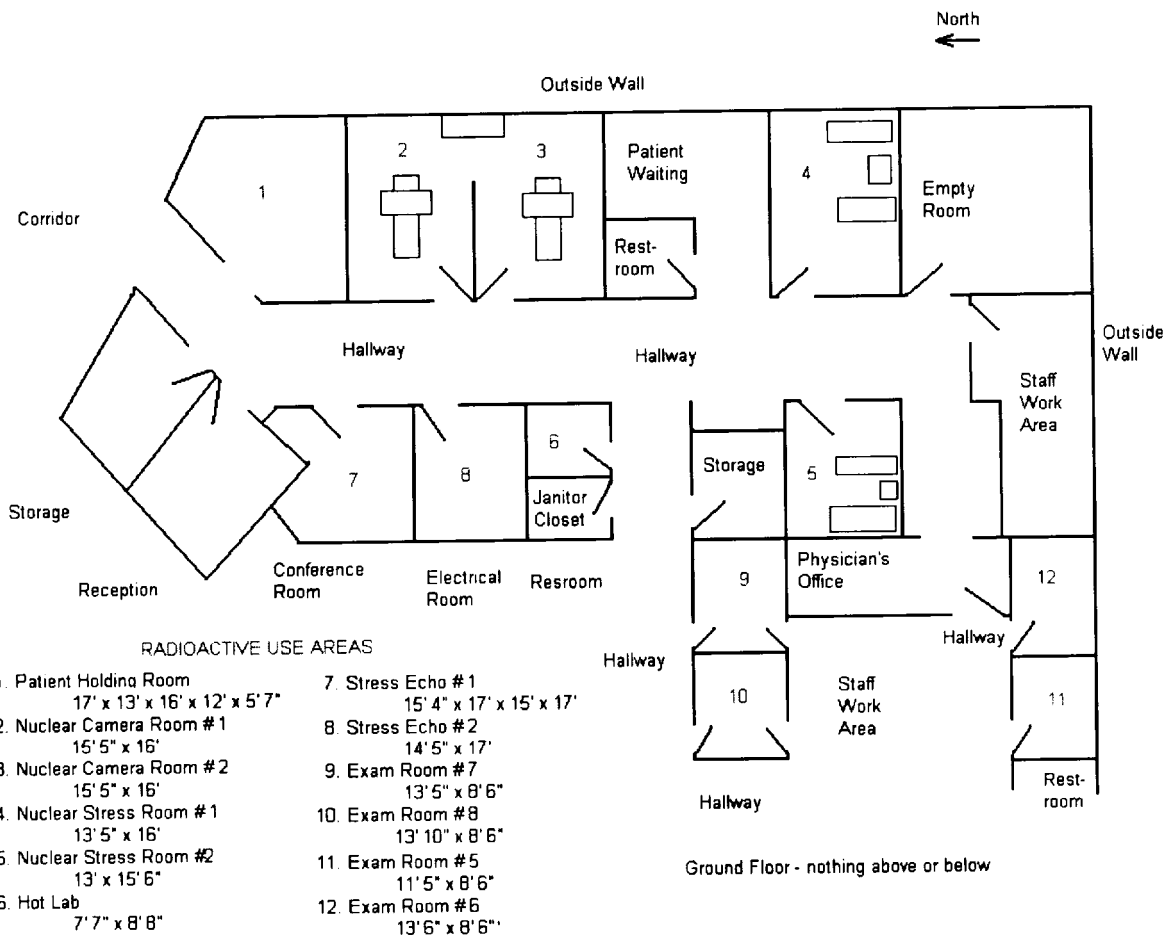 North
Outside Wall
2
3
Patient
Waiting
4
1
Empty
Room
Corridor
Rest-
room
Hallway
Hallway
Outside
Wall
Staff
Work
Area
6
Storage
5
7
8
Janitor
Closet
Storage
Reception
Conference
Room
Electrical
Room
Resroom
9
Physician's
Office
12
Hallway
Hallway
10
Staff
Work
Area
11
Hallway
Rest-
room
Ground Floor - nothing above or below
RADIOACTIVE USE AREAS
. Patient Holding Room
17' x 13' x 16' x 12' x 5'7"
2. Nuclear Camera Room #1
15'5" x 16'
3. Nuclear Camera Room #2
15'5" x 16'
4. Nuclear Stress Room #1
13'5" x 16'
5. Nuclear Stress Room #2
13' x 15'6"
6. Hot Lab
7'7" x 8'8"
7. Stress Echo #1
15'4" x 17' x 15' x 17'
8. Stress Echo #2
14'5" x 17'
9. Exam Room #7
13'5" x 8'6"
10. Exam Room #8
13'10" x 8'6"
11. Exam Room #5
11'5" x 8'6"
12. Exam Room #6
13'6" x 8'6"'